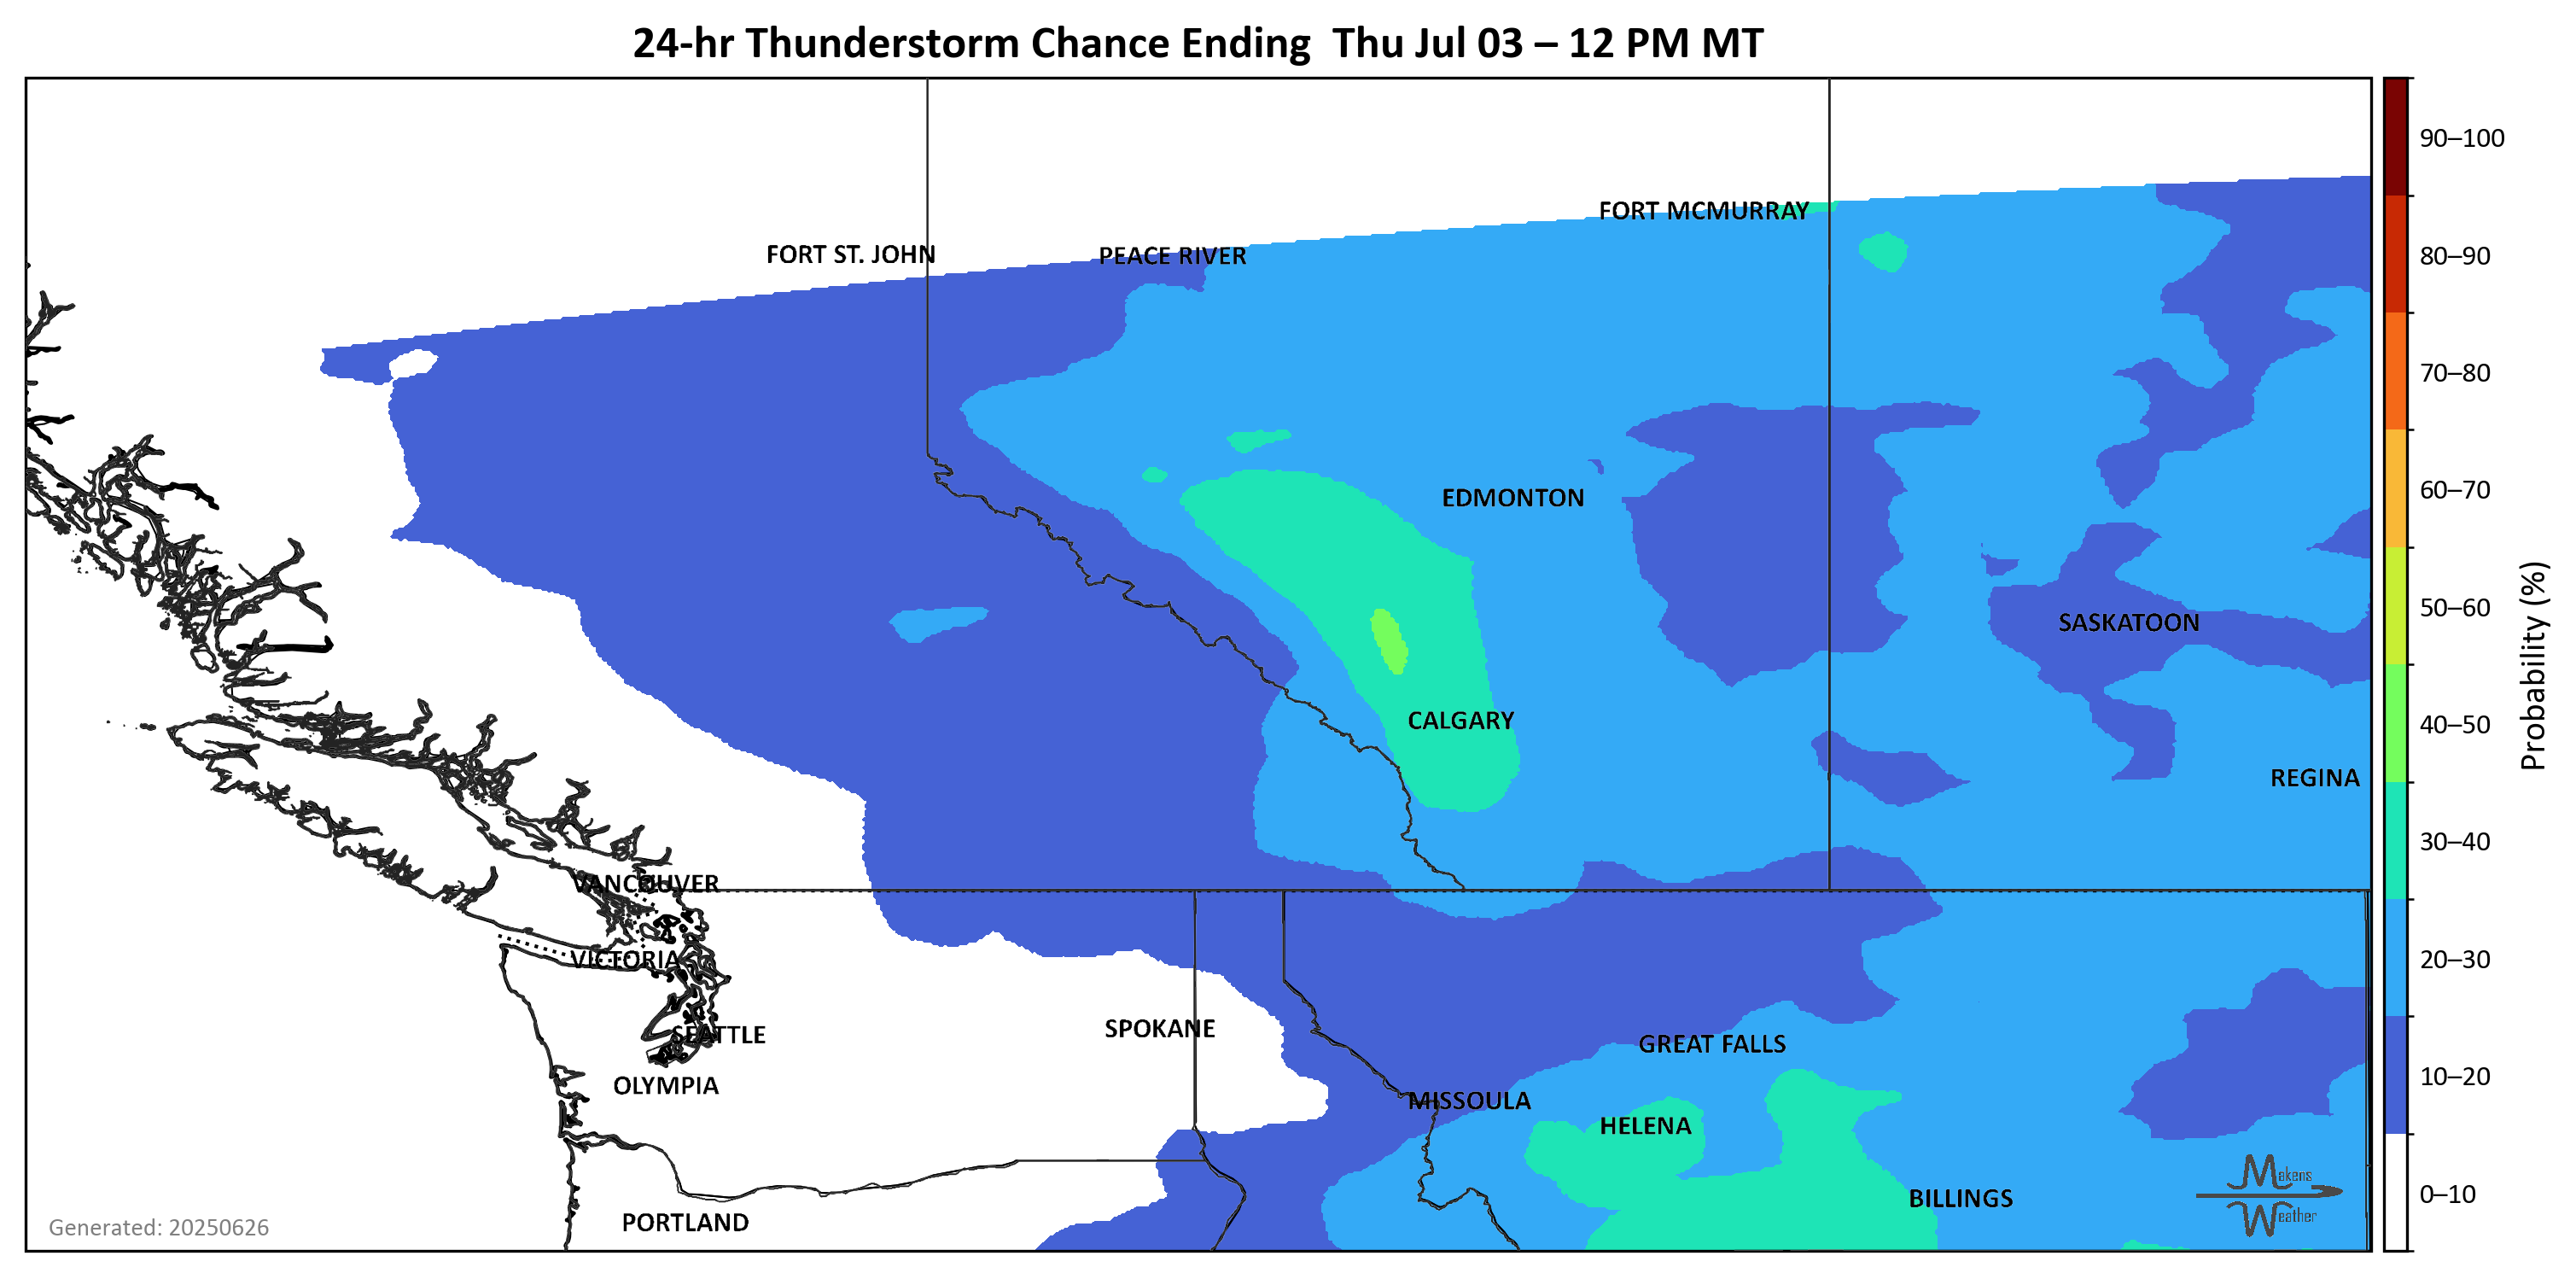 24-hr Thunderstorm Chance Ending  Thu Jul 03 – 12 PM MT
90–100
FORT MCMURRAY
FORT ST. JOHN
PEACE RIVER
80–90
70–80
60–70
EDMONTON
50–60
SASKATOON
Probability (%)
CALGARY
40–50
REGINA
30–40
VANCOUVER
VICTORIA
20–30
SPOKANE
SEATTLE
GREAT FALLS
OLYMPIA
MISSOULA
10–20
HELENA
Makens
Weather
BILLINGS
0–10
PORTLAND
Generated: 20250626